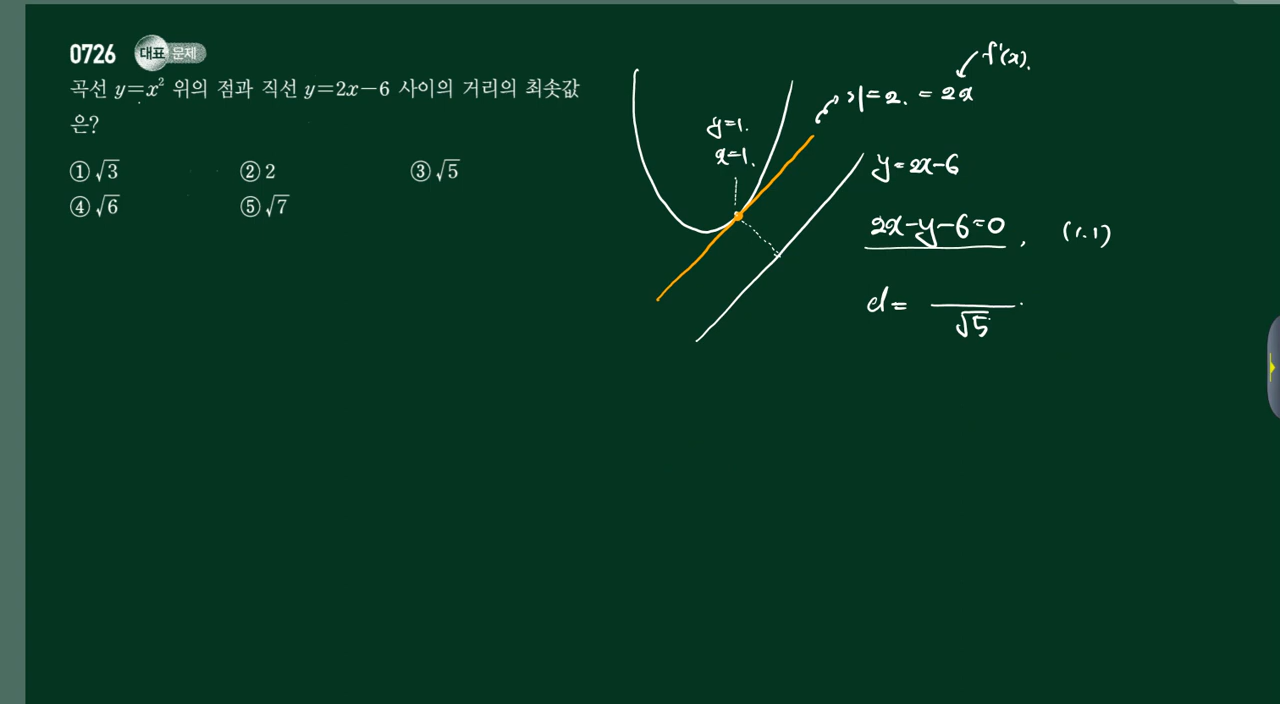 0726 대표 문제
곡선 y=x² 위의 점과 직선 y=2x-6 사이의 거리의 최솟값
은?
① √3 ② 2 ③ √5
④ √6 ⑤ √7
f'(x).
기=2. =2x
y=1.
x=1.
y=2x-6
2x-y-6=0, (1.1)
d= ―/√5